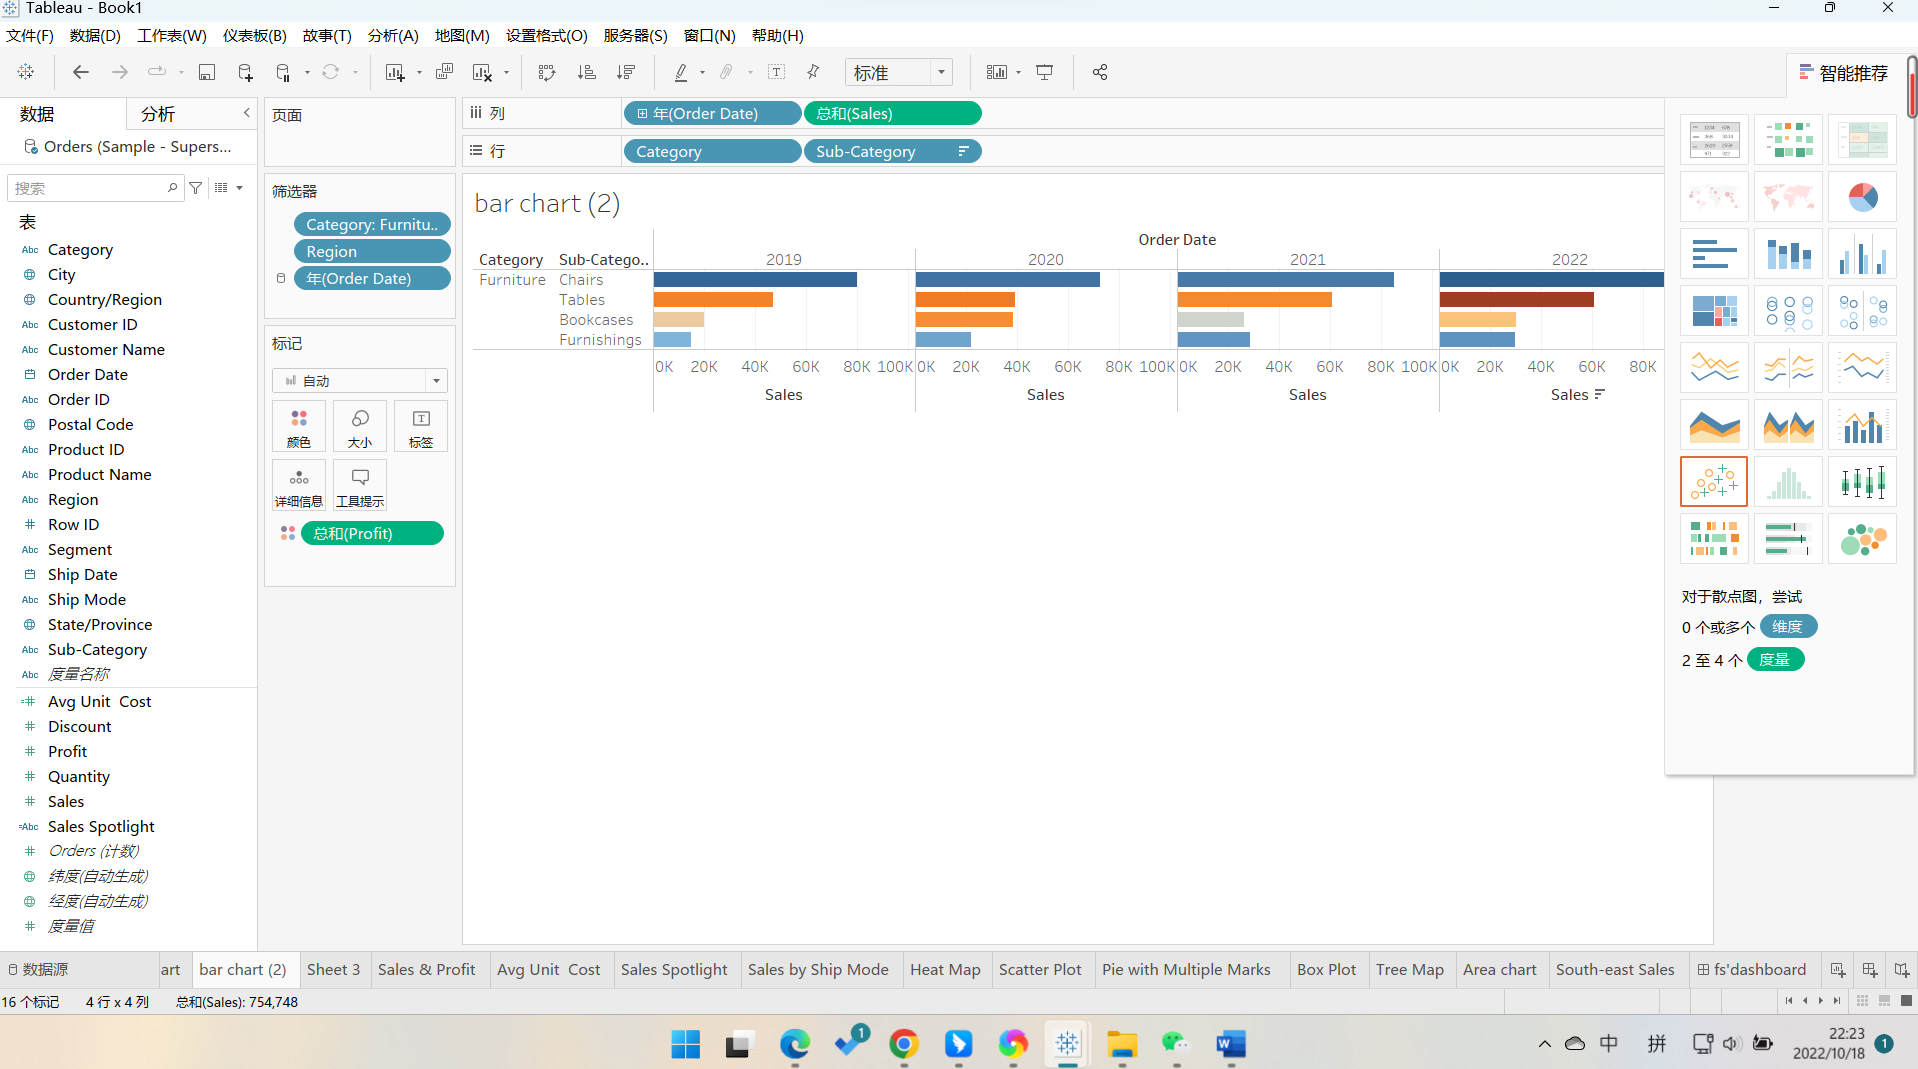 Tableau - Book1
文件(F) 数据(D) 工作表(W) 仪表板(B) 故事(T) 分析(A) 地图(M) 设置格式(O) 服务器(S) 窗口(N) 帮助(H)
标准
智能推荐
数据 分析
Orders (Sample - Supers...
搜索
表
Abc Category
City
Country/Region
Abc Customer ID
Abc Customer Name
Order Date
Abc Order ID
Postal Code
Abc Product ID
Abc Product Name
Abc Region
Row ID
Abc Segment
Ship Date
Abc Ship Mode
State/Province
Abc Sub-Category
Abc 度量名称
Avg Unit Cost
Discount
Profit
Quantity
Sales
=Abc Sales Spotlight
Orders (计数)
纬度(自动生成)
经度(自动生成)
度量值
页面
筛选器
Category: Furnitu..
Region
年(Order Date)
标记
自动
颜色 大小 标签
详细信息 工具提示
总和(Profit)
列 年(Order Date) 总和(Sales)
行 Category Sub-Category
bar chart (2)
Order Date
Category Sub-Catego.. 2019 2020 2021 2022
Furniture Chairs
Tables
Bookcases
Furnishings
0K 20K 40K 60K 80K 100K 0K 20K 40K 60K 80K 100K 0K 20K 40K 60K 80K 100K 0K 20K 40K 60K 80K
Sales Sales Sales Sales
对于散点图，尝试
0 个或多个 维度
2 至 4 个 度量
数据源 art bar chart (2) Sheet 3 Sales & Profit Avg Unit Cost Sales Spotlight Sales by Ship Mode Heat Map Scatter Plot Pie with Multiple Marks Box Plot Tree Map Area chart South-east Sales fs'dashboard
16 个标记 4 行 x 4 列 总和(Sales): 754,748
1
中 拼
22:23
2022/10/18
1